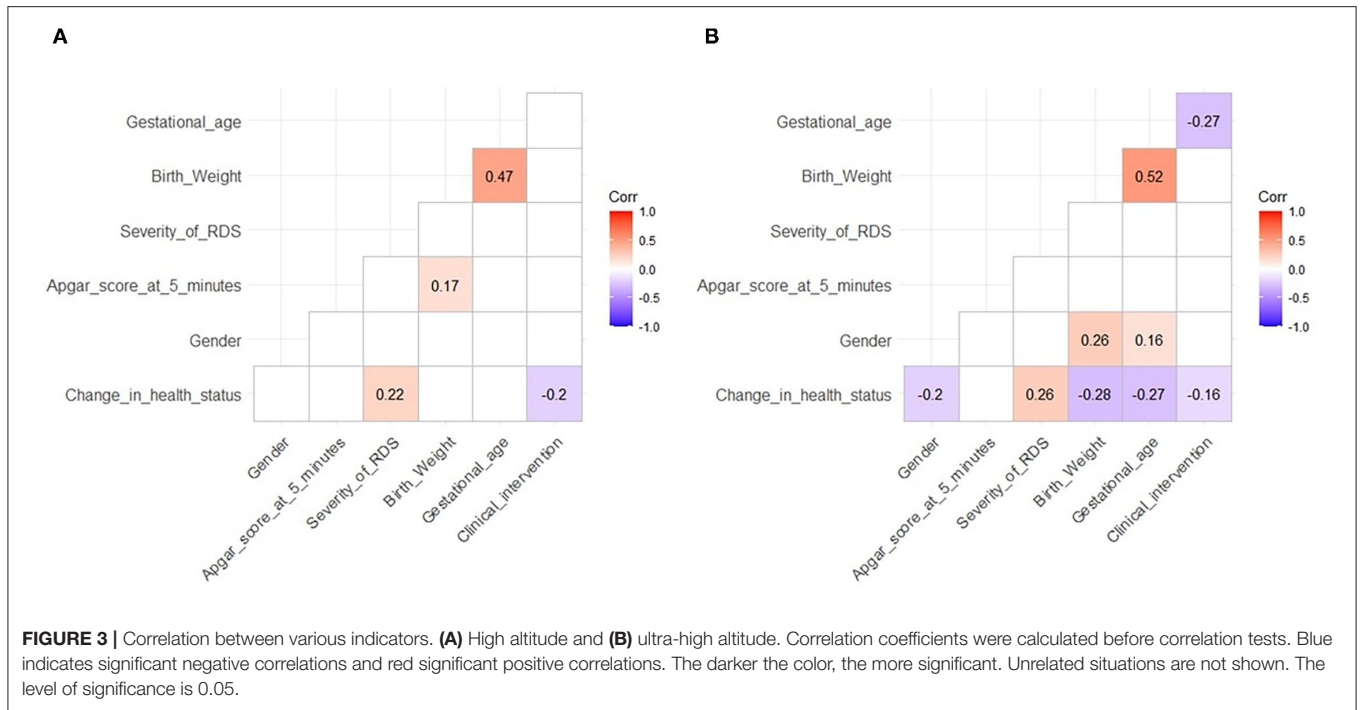 A
Gestational_age
Birth_Weight
0.47
Severity_of_RDS
Apgar_score_at_5_minutes
0.17
Gender
Change_in_health_status
0.22
-0.2
Gender
Apgar_score_at_5_minutes
Severity_of_RDS
Birth_Weight
Gestational_age
Clinical_intervention
Corr
1.0
0.5
0.0
-0.5
-1.0
B
Gestational_age
-0.27
Birth_Weight
0.52
Severity_of_RDS
Apgar_score_at_5_minutes
Gender
0.26
0.16
Change_in_health_status
-0.2
0.26
-0.28
-0.27
-0.16
Gender
Apgar_score_at_5_minutes
Severity_of_RDS
Birth_Weight
Gestational_age
Clinical_intervention
Corr
1.0
0.5
0.0
-0.5
-1.0
FIGURE 3 | Correlation between various indicators. (A) High altitude and (B) ultra-high altitude. Correlation coefficients were calculated before correlation tests. Blue
indicates significant negative correlations and red significant positive correlations. The darker the color, the more significant. Unrelated situations are not shown. The
level of significance is 0.05.